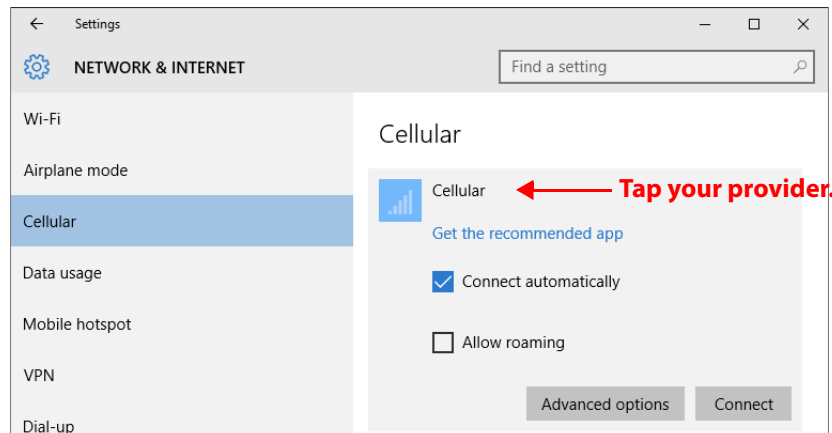 Settings
NETWORK & INTERNET
Find a setting
Wi-Fi
Airplane mode
Cellular
Data usage
Mobile hotspot
VPN
Dial-up
Cellular
Cellular
Tap your provider.
Get the recommended app
Connect automatically
Allow roaming
Advanced options
Connect